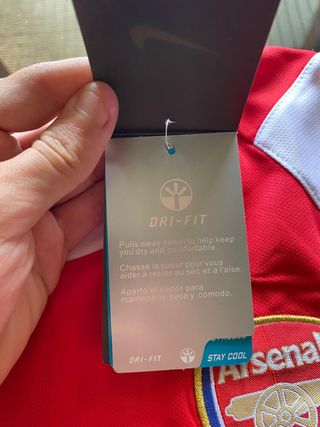 DRI-FIT
Pulls away sweat to help keep
you dry and comfortable.
Chasse la sueur pour vous
aider à rester au sec et à l'aise.
Aparta el sudor para
mantenerte seco y cómodo.
DRI-FIT
STAY COOL
Arsenal